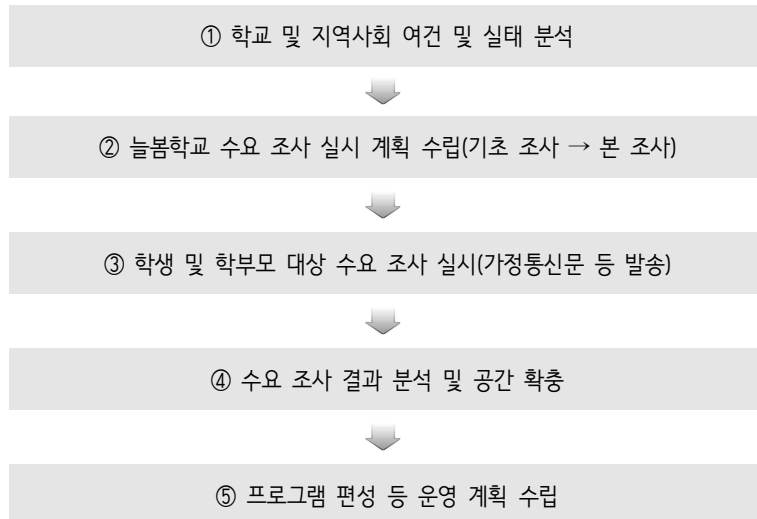 ① 학교 및 지역사회 여건 및 실태 분석
② 늘봄학교 수요 조사 실시 계획 수립(기초 조사 → 본 조사)
③ 학생 및 학부모 대상 수요 조사 실시(가정통신문 등 발송)
④ 수요 조사 결과 분석 및 공간 확충
⑤ 프로그램 편성 등 운영 계획 수립